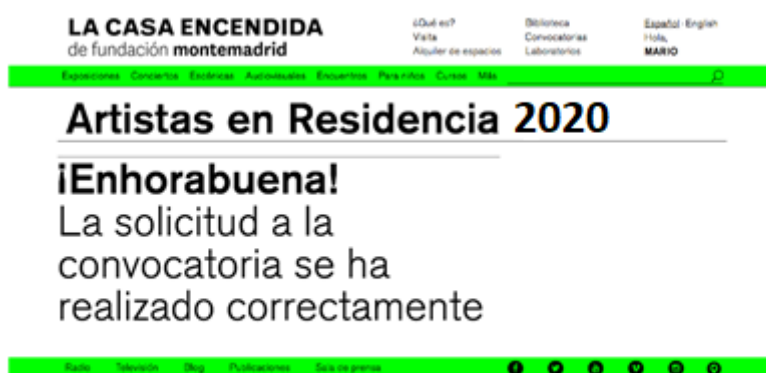 LA CASA ENCENDIDA
de fundación montemadrid
¿Qué es?
Visita
Alquiler de espacios
Biblioteca
Convocatorias
Laboratorios
Español · English
Hola,
MARIO
Exposiciones Conciertos Escénicas Audiovisuales Encuentros Para niños Cursos Más
Artistas en Residencia 2020
¡Enhorabuena!
La solicitud a la
convocatoria se ha
realizado correctamente
Radio Televisión Blog Publicaciones Sala de prensa